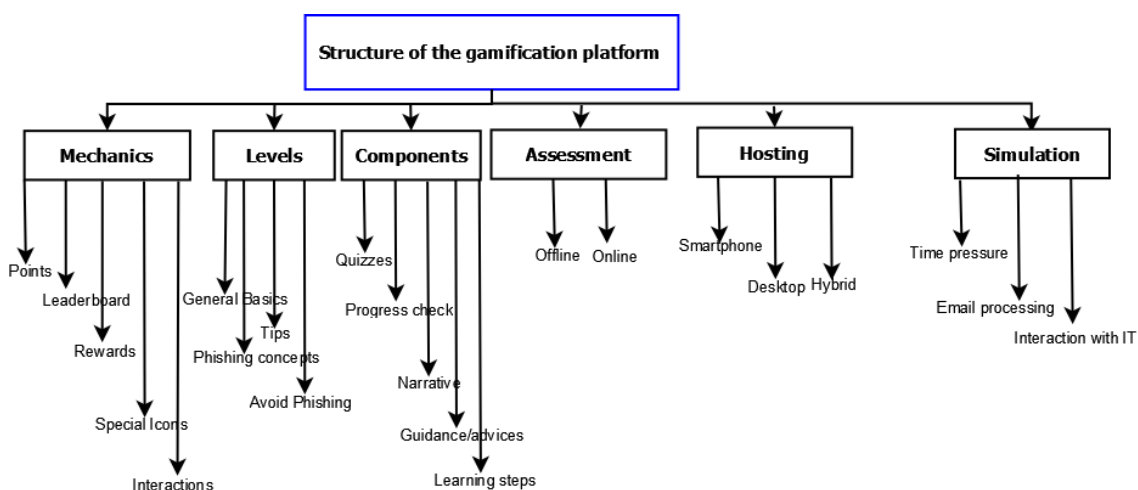 Structure of the gamification platform
Mechanics
Levels
Components
Assessment
Hosting
Simulation
Points
Leaderboard
Rewards
Special Icons
Interactions
General Basics
Phishing concepts
Tips
Avoid Phishing
Quizzes
Progress check
Narrative
Guidance/advices
Learning steps
Offline
Online
Smartphone
Desktop
Hybrid
Time pressure
Email processing
Interaction with IT